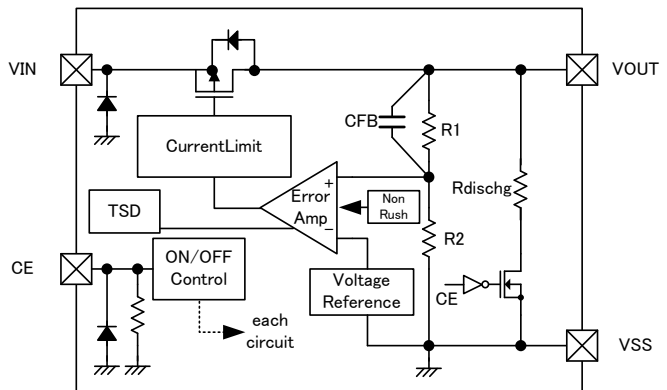 VIN
VOUT
CFB
R1
CurrentLimit
Rdischg
Error
Amp
+
-
Non
Rush
TSD
R2
CE
ON/OFF
Control
Voltage
Reference
CE
each
circuit
VSS